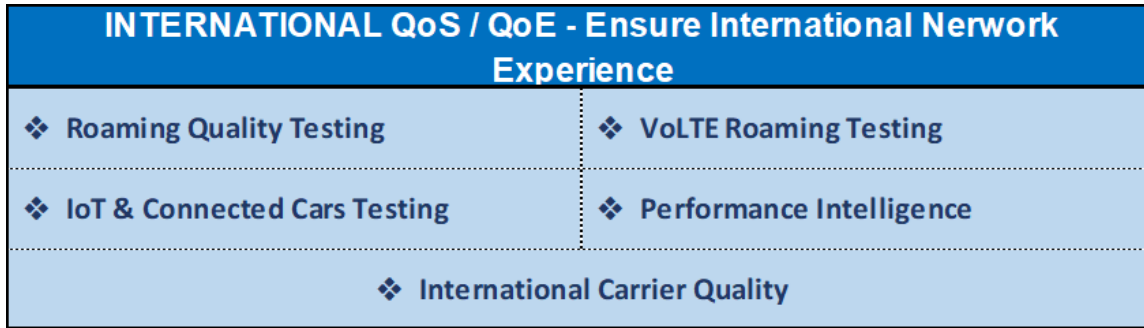 INTERNATIONAL QoS / QoE - Ensure International Nerwork
Experience
❖ Roaming Quality Testing
❖ VoLTE Roaming Testing
❖ IoT & Connected Cars Testing
❖ Performance Intelligence
❖ International Carrier Quality